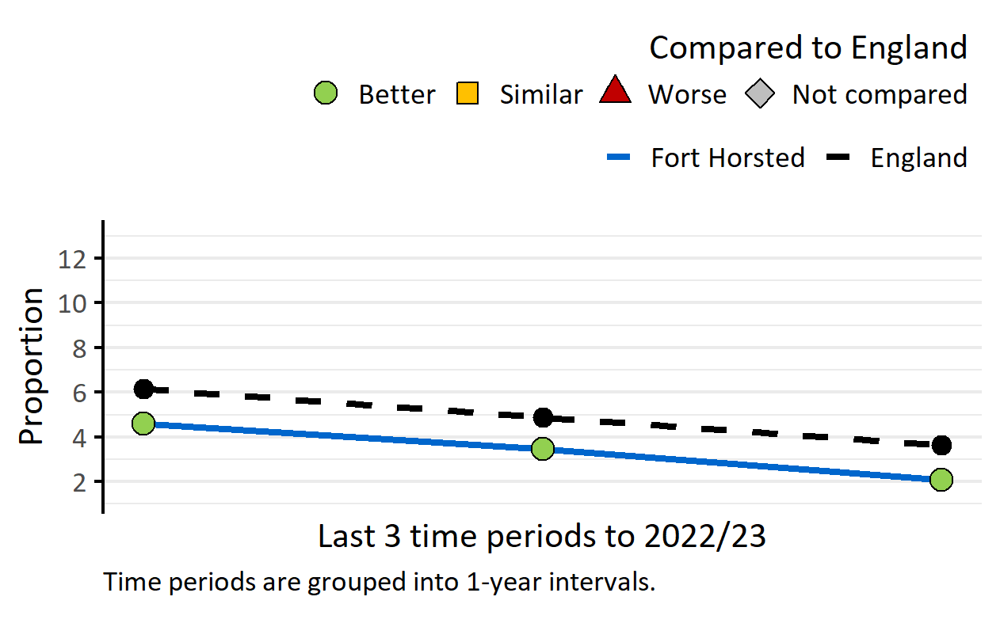 Compared to England
Better Similar Worse Not compared
Fort Horsted England
Proportion
12
10
8
6
4
2
Last 3 time periods to 2022/23
Time periods are grouped into 1-year intervals.